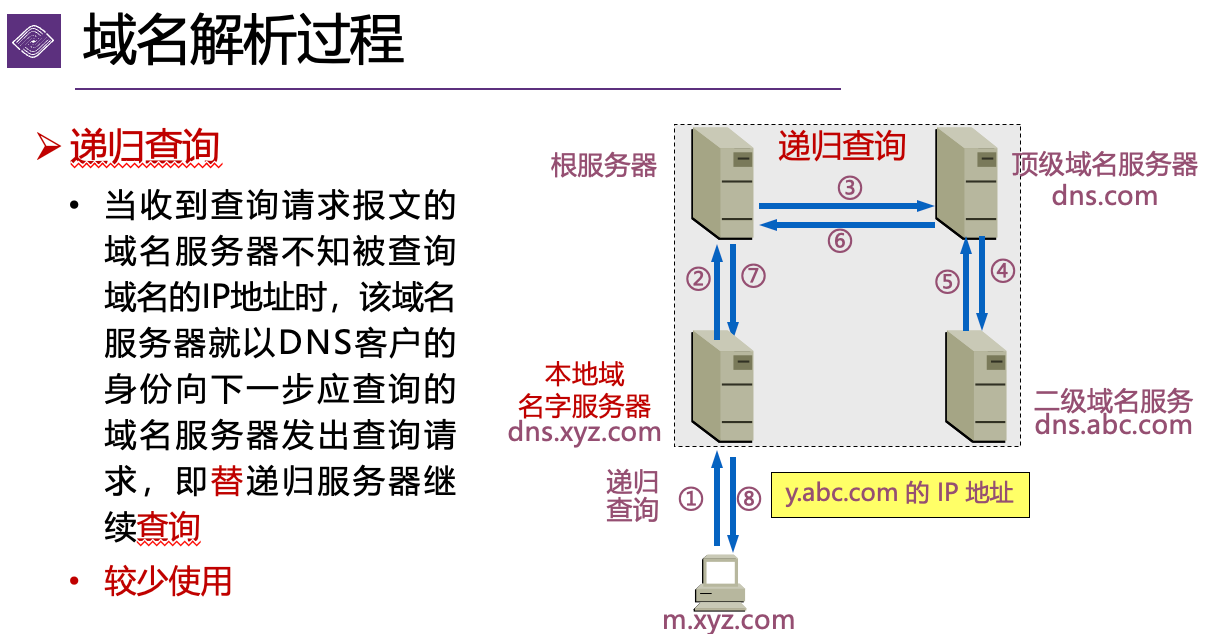 域名解析过程
递归查询
当收到查询请求报文的
域名服务器不知被查询
域名的IP地址时，该域名
服务器就以DNS客户的
身份向下一步应查询的
域名服务器发出查询请
求，即替递归服务器继
续查询
较少使用
递归查询
根服务器
顶级域名服务器
dns.com
③
⑥
②
⑦
⑤
④
本地域
名字服务器
dns.xyz.com
二级域名服务
dns.abc.com
递归
查询
①
⑧
y.abc.com 的 IP 地址
m.xyz.com